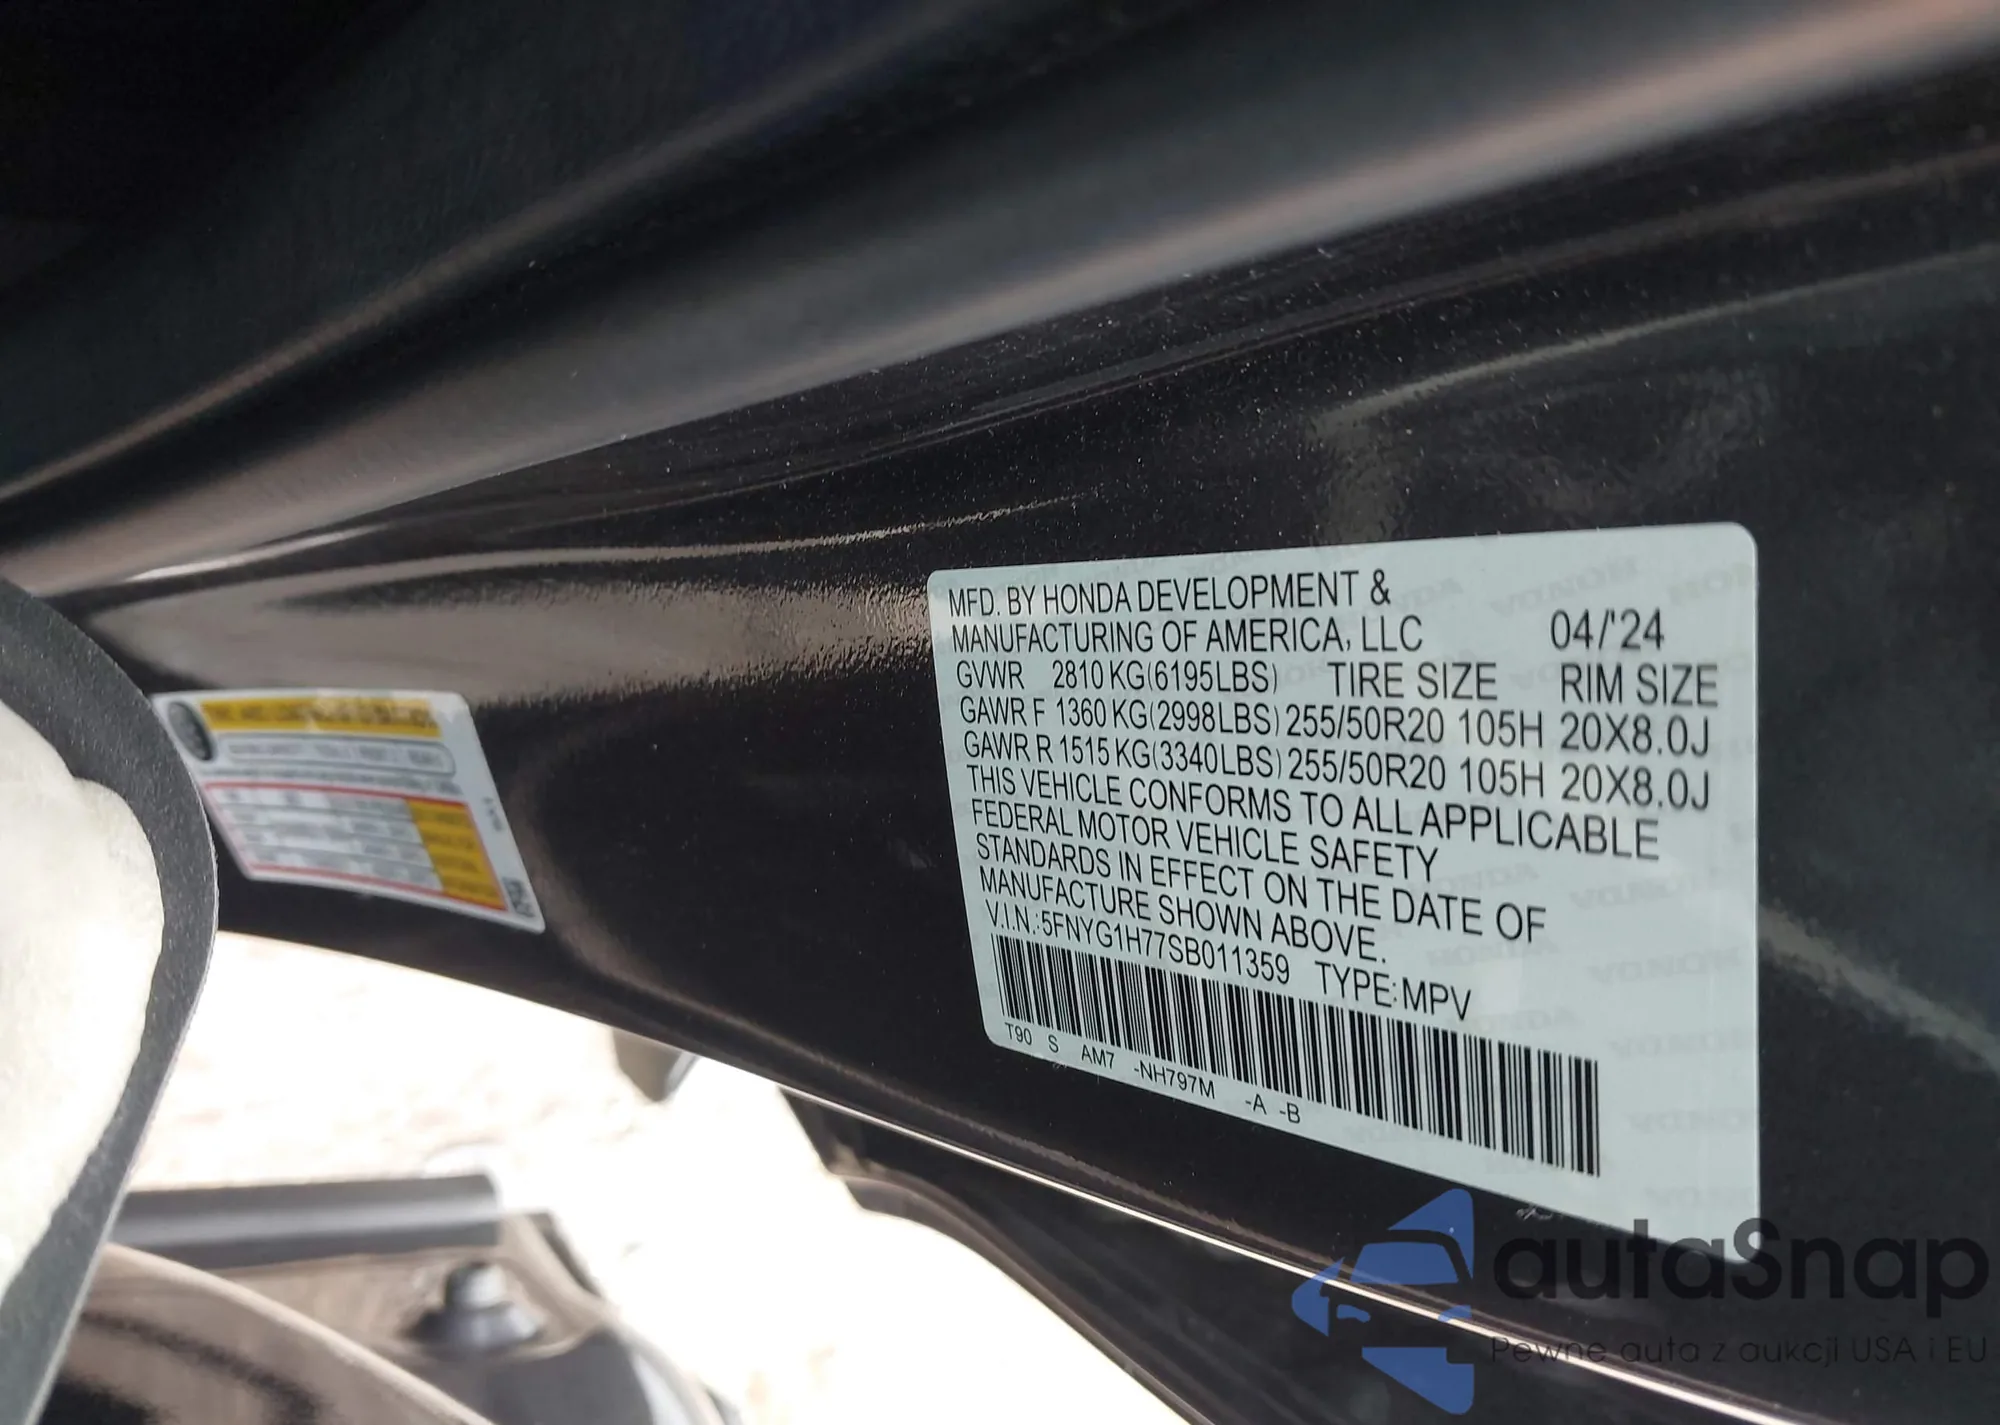 MFD. BY HONDA DEVELOPMENT &
MANUFACTURING OF AMERICA, LLC 04/'24
GVWR 2810 KG(6195LBS) TIRE SIZE RIM SIZE
GAWR F 1360 KG(2998LBS) 255/50R20 105H 20X8.0J
GAWR R 1515 KG(3340LBS) 255/50R20 105H 20X8.0J
THIS VEHICLE CONFORMS TO ALL APPLICABLE
FEDERAL MOTOR VEHICLE SAFETY
STANDARDS IN EFFECT ON THE DATE OF
MANUFACTURE SHOWN ABOVE.
V.I.N.:5FNYG1H77SB011359 TYPE:MPV
T90 S AM7 -NH797M -A -B
autaSnap
Pewne auta z aukcji USA i EU